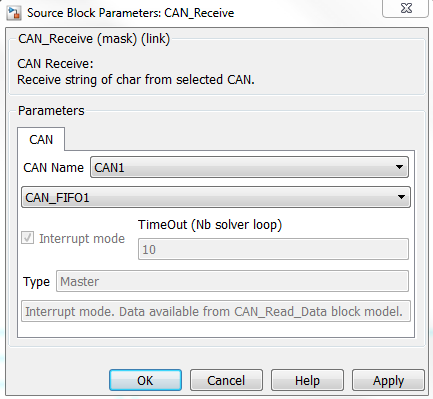 Source Block Parameters: CAN_Receive
CAN_Receive (mask) (link)
CAN Receive:
Receive string of char from selected CAN.
Parameters
CAN
CAN Name CAN1
CAN_FIFO1
TimeOut (Nb solver loop)
Interrupt mode
10
Type Master
Interrupt mode. Data available from CAN_Read_Data block model.
OK Cancel Help Apply